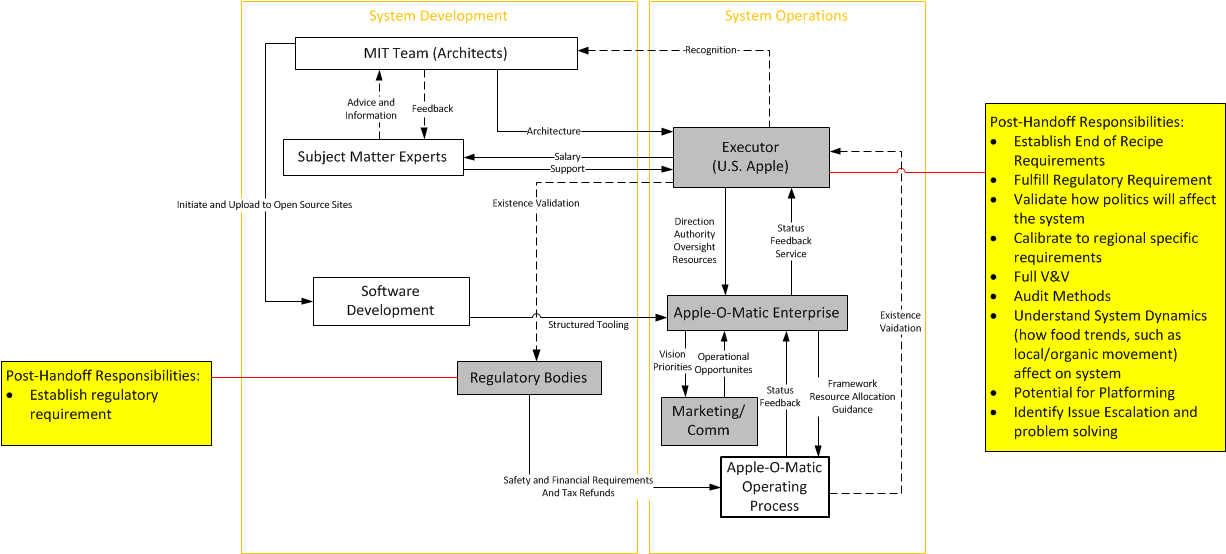 System Development
System Operations
MIT Team (Architects)
Recognition
Advice and
Information
Feedback
Architecture
Executor
(U.S. Apple)
Subject Matter Experts
Salary
Support
Initiate and Upload to Open Source Sites
Existence Validation
Direction
Authority
Oversight
Resources
Status
Feedback
Service
Software
Development
Structured Tooling
Apple-O-Matic Enterprise
Existence
Vaidation
Vision
Priorities
Operational
Opportunites
Regulatory Bodies
Marketing/
Comm
Status
Feedback
Framework
Resource Allocation
Guidance
Safety and Financial Requirements
And Tax Refunds
Apple-O-Matic
Operating
Process
Post-Handoff Responsibilities:
• Establish regulatory
requirement
Post-Handoff Responsibilities:
• Establish End of Recipe
Requirements
• Fulfill Regulatory Requirement
• Validate how politics will affect
the system
• Calibrate to regional specific
requirements
• Full V&V
• Audit Methods
• Understand System Dynamics
(how food trends, such as
local/organic movement)
affect on system
• Potential for Platforming
• Identify Issue Escalation and
problem solving